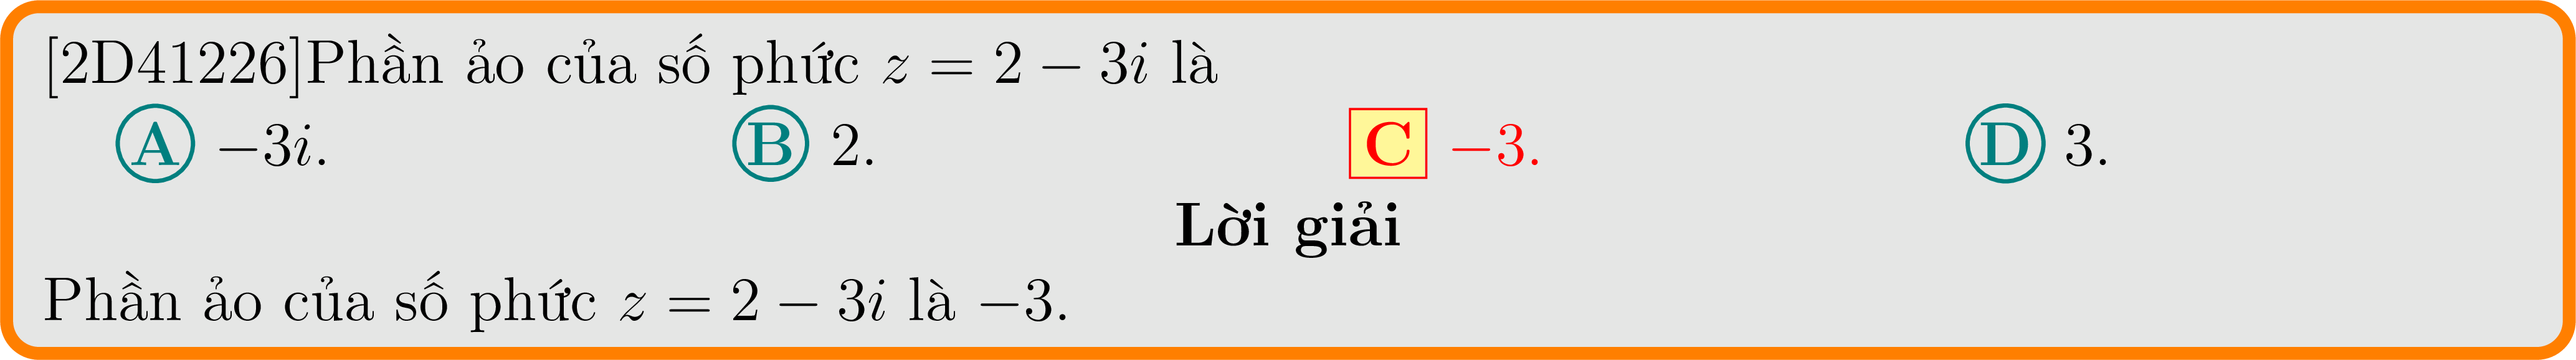 [2D41226]Phần ảo của số phức z = 2 − 3i là
A −3i. B 2. C −3. D 3.
Lời giải
Phần ảo của số phức z = 2 − 3i là −3.